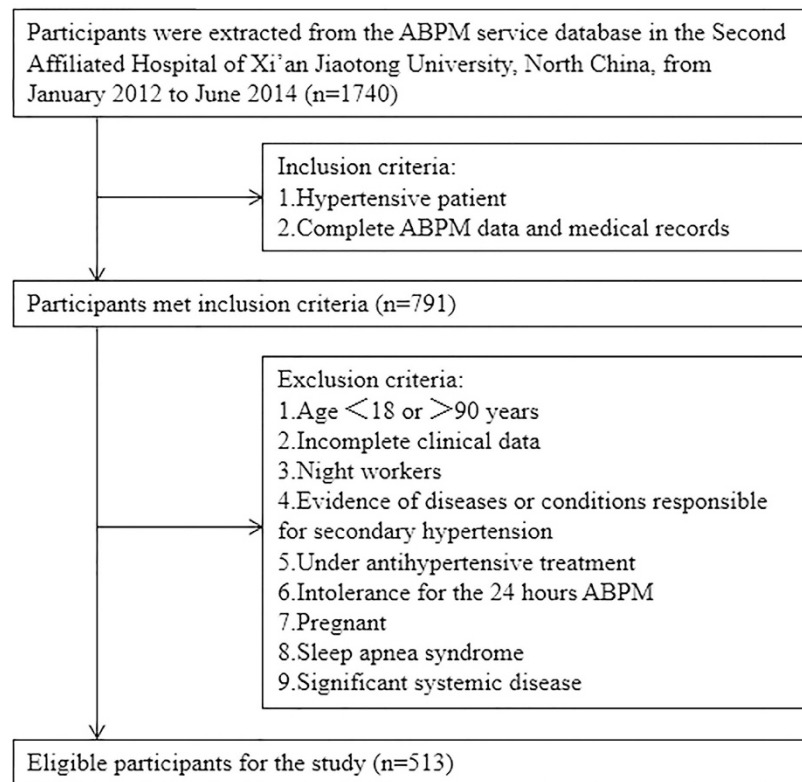 Participants were extracted from the ABPM service database in the Second
Affiliated Hospital of Xi’an Jiaotong University, North China, from
January 2012 to June 2014 (n=1740)
Inclusion criteria:
1.Hypertensive patient
2.Complete ABPM data and medical records
Participants met inclusion criteria (n=791)
Exclusion criteria:
1.Age <18 or >90 years
2.Incomplete clinical data
3.Night workers
4.Evidence of diseases or conditions responsible
for secondary hypertension
5.Under antihypertensive treatment
6.Intolerance for the 24 hours ABPM
7.Pregnant
8.Sleep apnea syndrome
9.Significant systemic disease
Eligible participants for the study (n=513)